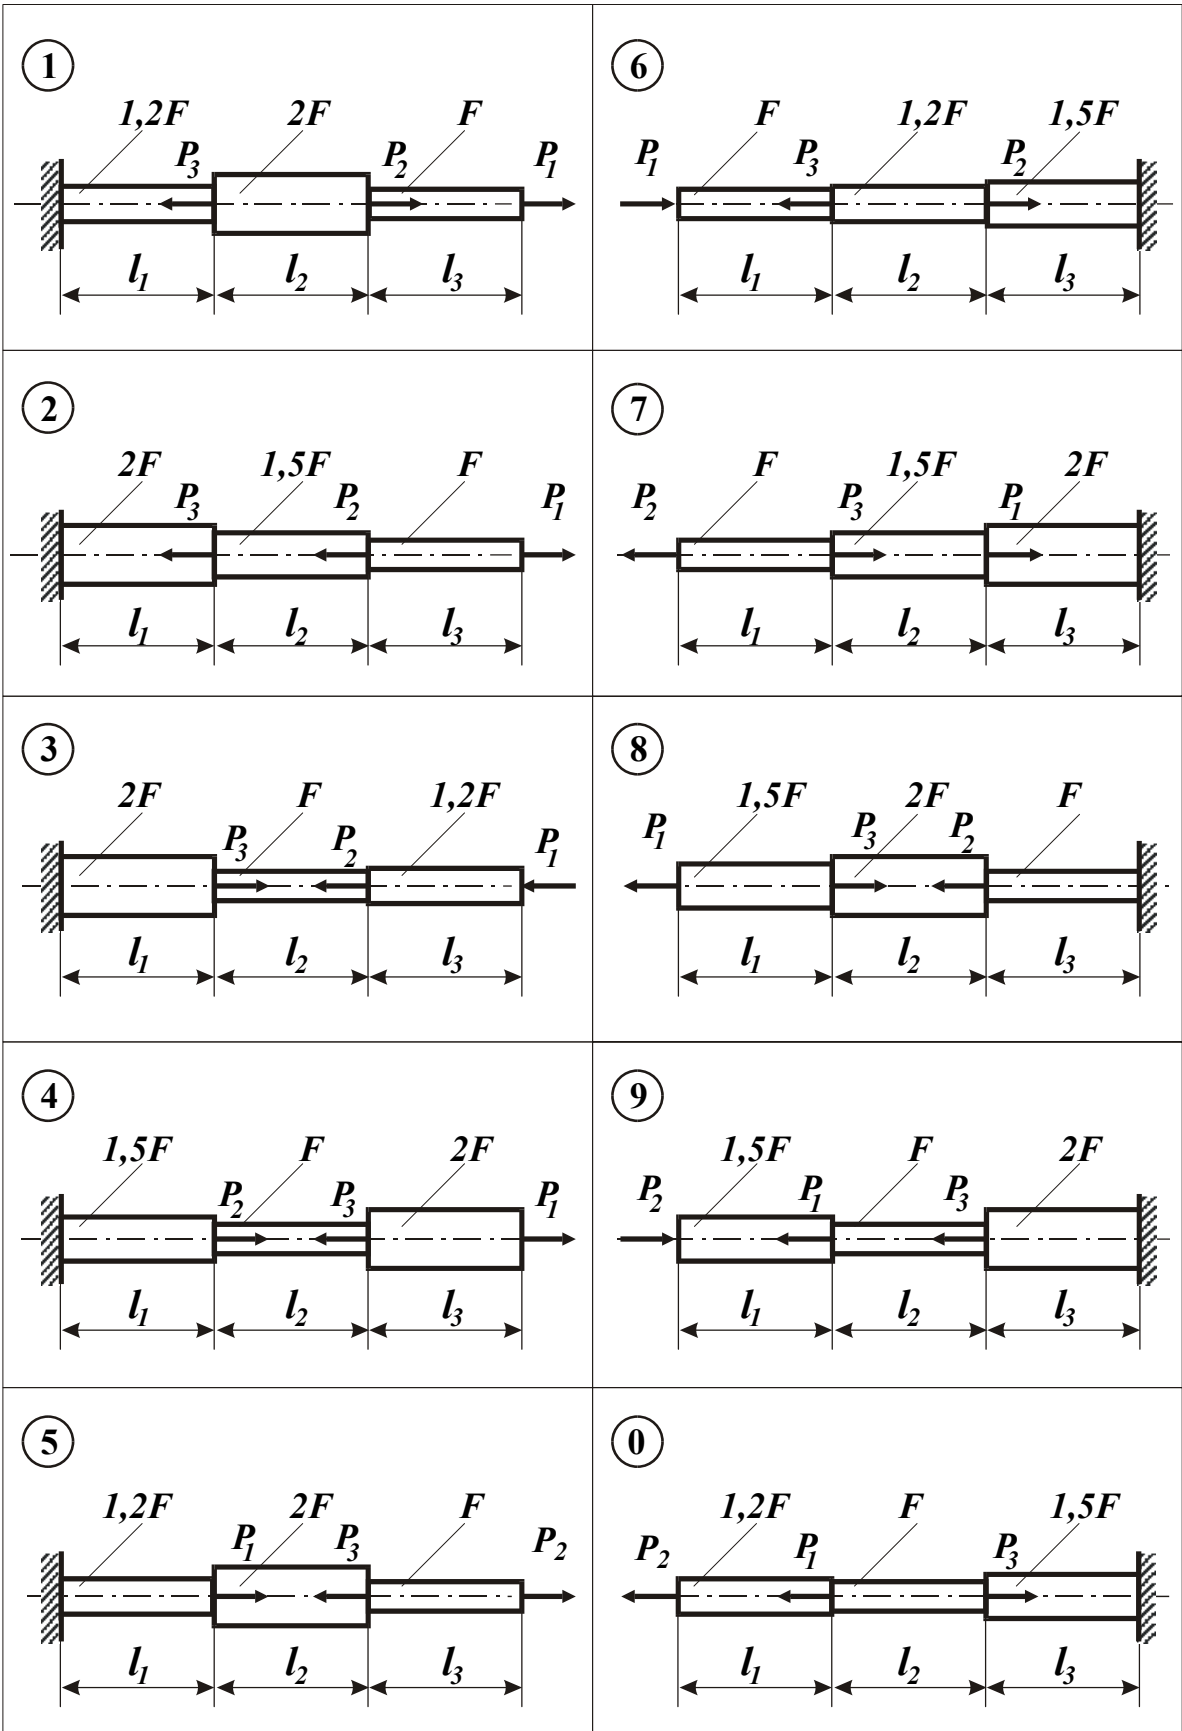 1
1,2F 2F F
P3 P2 P1
l1 l2 l3
6
F 1,2F 1,5F
P1 P3 P2
l1 l2 l3
2
2F 1,5F F
P3 P2 P1
l1 l2 l3
7
F 1,5F 2F
P2 P3 P1
l1 l2 l3
3
2F F 1,2F
P3 P2 P1
l1 l2 l3
8
1,5F 2F F
P1 P3 P2
l1 l2 l3
4
1,5F F 2F
P2 P3 P1
l1 l2 l3
9
1,5F F 2F
P2 P1 P3
l1 l2 l3
5
1,2F 2F F
P1 P3 P2
l1 l2 l3
0
1,2F F 1,5F
P2 P1 P3
l1 l2 l3